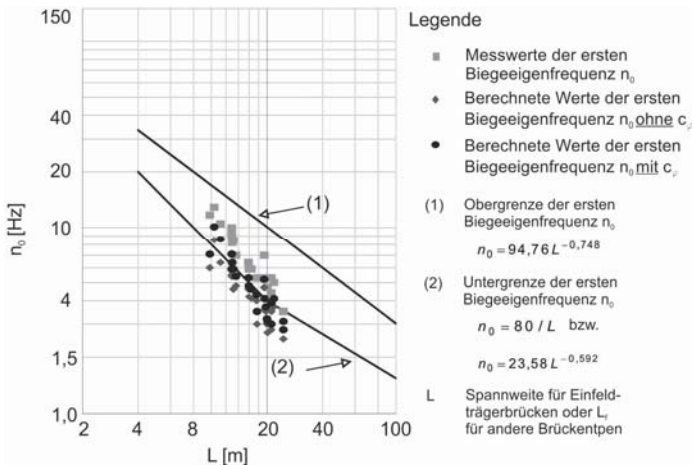 150
40
20
10
4
1,5
1,0
n₀ [Hz]
2
4
8
10
20
40
100
L [m]
(1)
(2)
Legende
Messwerte der ersten
Biegeeigenfrequenz n₀
Berechnete Werte der ersten
Biegeeigenfrequenz n₀ ohne c
Berechnete Werte der ersten
Biegeeigenfrequenz n₀ mit c
(1) Obergrenze der ersten
Biegeeigenfrequenz n₀
n₀ = 94,76 L⁻⁰,⁷⁴⁸
(2) Untergrenze der ersten
Biegeeigenfrequenz n₀
n₀ = 80 / L bzw.
n₀ = 23,58 L⁻⁰,⁵⁹²
L Spannweite für Einfeld-
trägerbrücken oder L
für andere Brückentpen